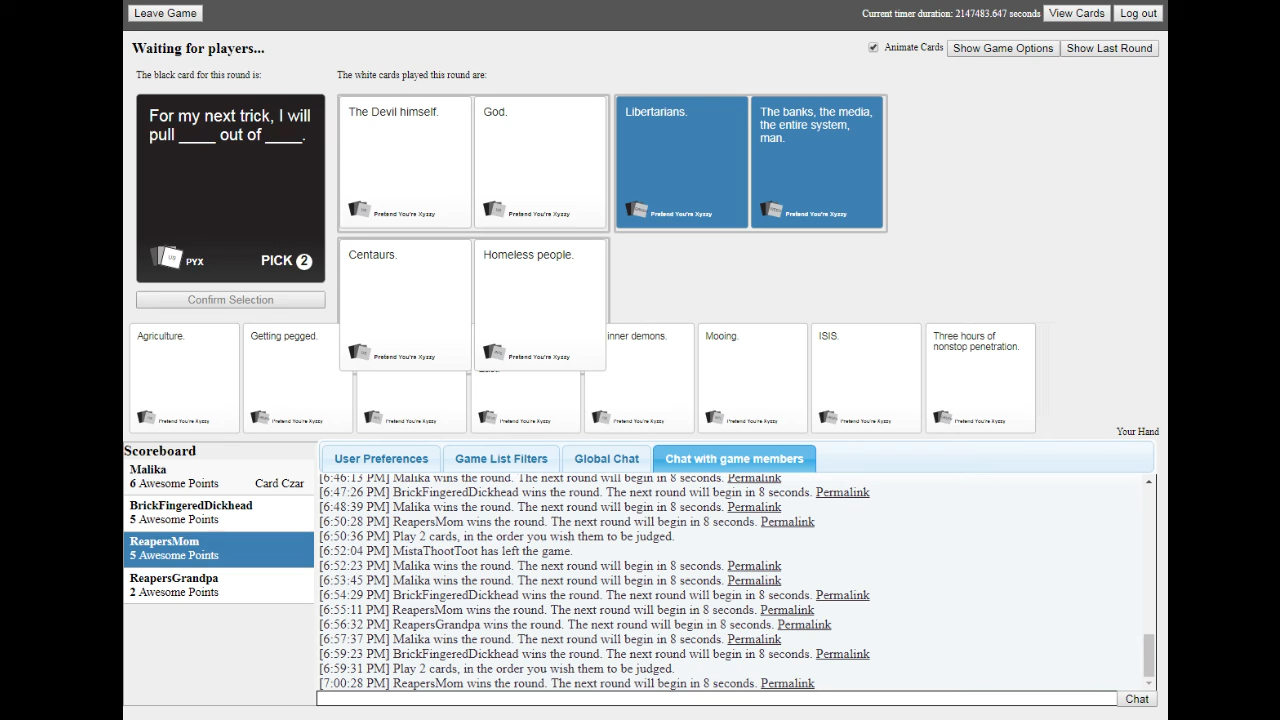 Leave Game
Current timer duration: 2147483.647 seconds
View Cards
Log out
Waiting for players...
Animate Cards
Show Game Options
Show Last Round
The black card for this round is:
The white cards played this round are:
For my next trick, I will
pull ____ out of ____.
PYX
PICK 2
Confirm Selection
The Devil himself.
Pretend You're Xyzzy
God.
Pretend You're Xyzzy
Libertarians.
Pretend You're Xyzzy
The banks, the media,
the entire system,
man.
Pretend You're Xyzzy
Centaurs.
Pretend You're Xyzzy
Homeless people.
Pretend You're Xyzzy
Agriculture.
Pretend You're Xyzzy
Getting pegged.
Pretend You're Xyzzy
Pretend You're Xyzzy
Pretend You're Xyzzy
inner demons.
Pretend You're Xyzzy
Mooing.
Pretend You're Xyzzy
ISIS.
Pretend You're Xyzzy
Three hours of
nonstop penetration.
Pretend You're Xyzzy
Your Hand
Scoreboard
Malika
6 Awesome Points
Card Czar
BrickFingeredDickhead
5 Awesome Points
ReapersMom
5 Awesome Points
ReapersGrandpa
2 Awesome Points
User Preferences
Game List Filters
Global Chat
Chat with game members
[6:46:13 PM] Malika wins the round. The next round will begin in 8 seconds. Permalink
[6:47:26 PM] BrickFingeredDickhead wins the round. The next round will begin in 8 seconds. Permalink
[6:48:39 PM] Malika wins the round. The next round will begin in 8 seconds. Permalink
[6:50:28 PM] ReapersMom wins the round. The next round will begin in 8 seconds. Permalink
[6:50:36 PM] Play 2 cards, in the order you wish them to be judged.
[6:52:04 PM] MistaThootToot has left the game.
[6:52:23 PM] Malika wins the round. The next round will begin in 8 seconds. Permalink
[6:53:45 PM] Malika wins the round. The next round will begin in 8 seconds. Permalink
[6:54:29 PM] BrickFingeredDickhead wins the round. The next round will begin in 8 seconds. Permalink
[6:55:11 PM] ReapersMom wins the round. The next round will begin in 8 seconds. Permalink
[6:56:32 PM] ReapersGrandpa wins the round. The next round will begin in 8 seconds. Permalink
[6:57:37 PM] Malika wins the round. The next round will begin in 8 seconds. Permalink
[6:59:23 PM] BrickFingeredDickhead wins the round. The next round will begin in 8 seconds. Permalink
[6:59:31 PM] Play 2 cards, in the order you wish them to be judged.
[7:00:28 PM] ReapersMom wins the round. The next round will begin in 8 seconds. Permalink
Chat